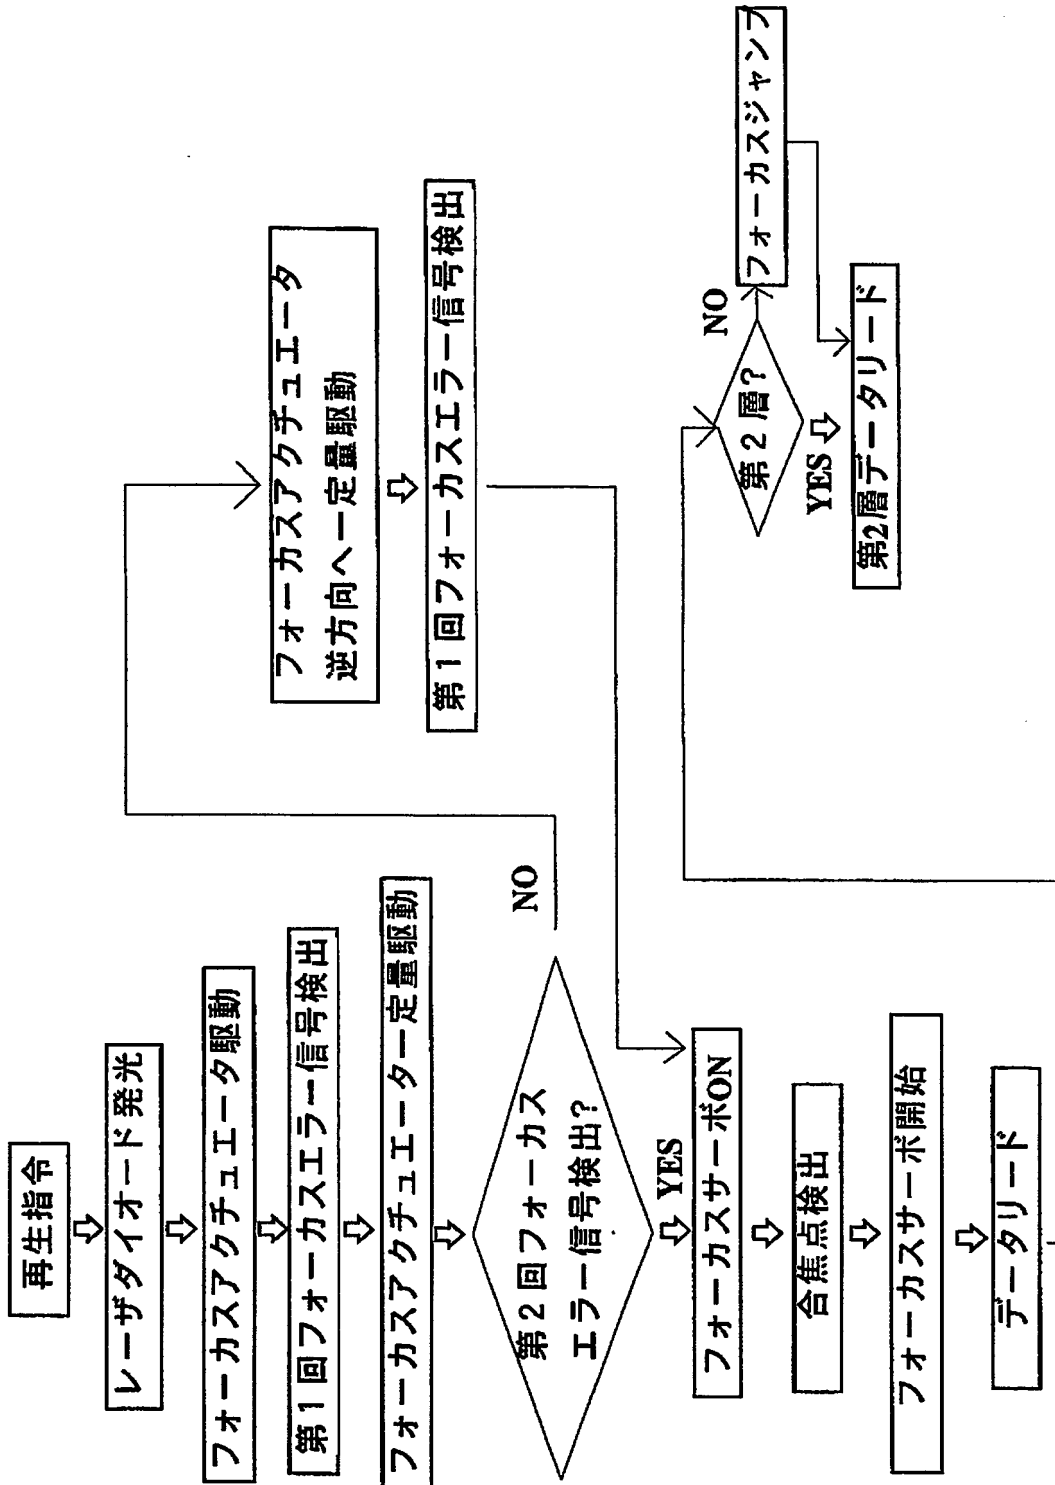 再生指令
レーザダイオード発光
フォーカスアクチュエータ駆動
第1回フォーカスエラー信号検出
フォーカスアクチュエータ一定量駆動
第2回フォーカス
エラー信号検出?
NO
YES
フォーカスアクチュエータ
逆方向へ一定量駆動
第1回フォーカスエラー信号検出
フォーカスサーボON
合焦点検出
フォーカスサーボ開始
データリード
第2層?
NO
フォーカスジャンプ
YES
第2層データリード